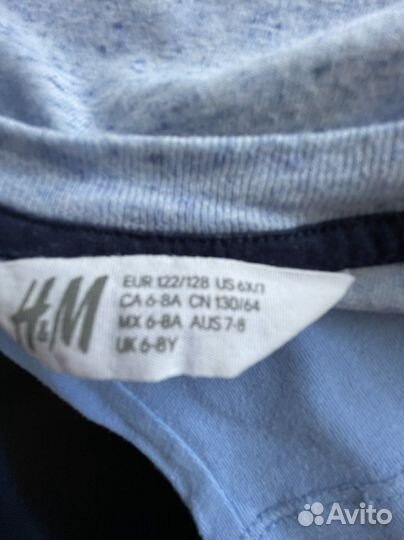 H&M
EUR 122/128 US 6X/7
CA 6-8A CN 130/64
MX 6-8A AUS 7-8
UK 6-8Y
Avito